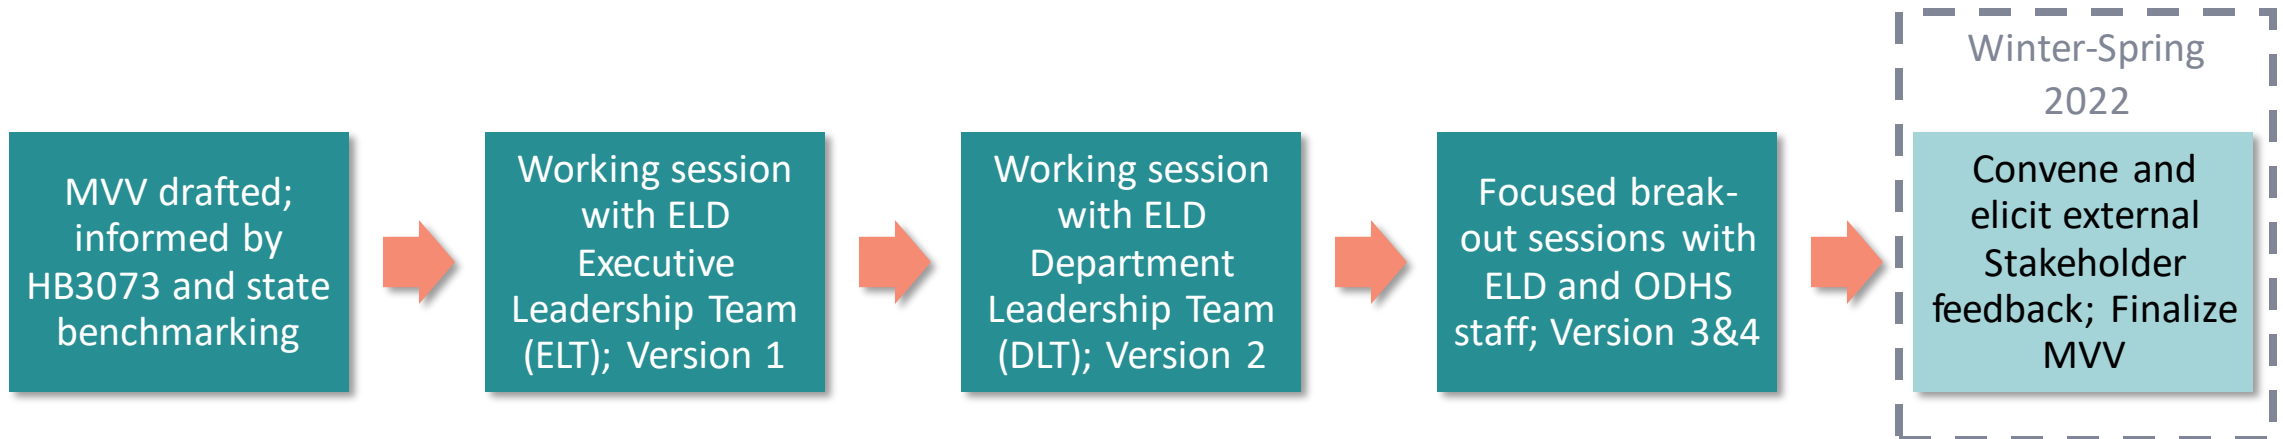 MVV drafted;
informed by
HB3073 and state
benchmarking
Working session
with ELD
Executive
Leadership Team
(ELT); Version 1
Working session
with ELD
Department
Leadership Team
(DLT); Version 2
Focused break-
out sessions with
ELD and ODHS
staff; Version 3&4
Winter-Spring
2022
Convene and
elicit external
Stakeholder
feedback; Finalize
MVV